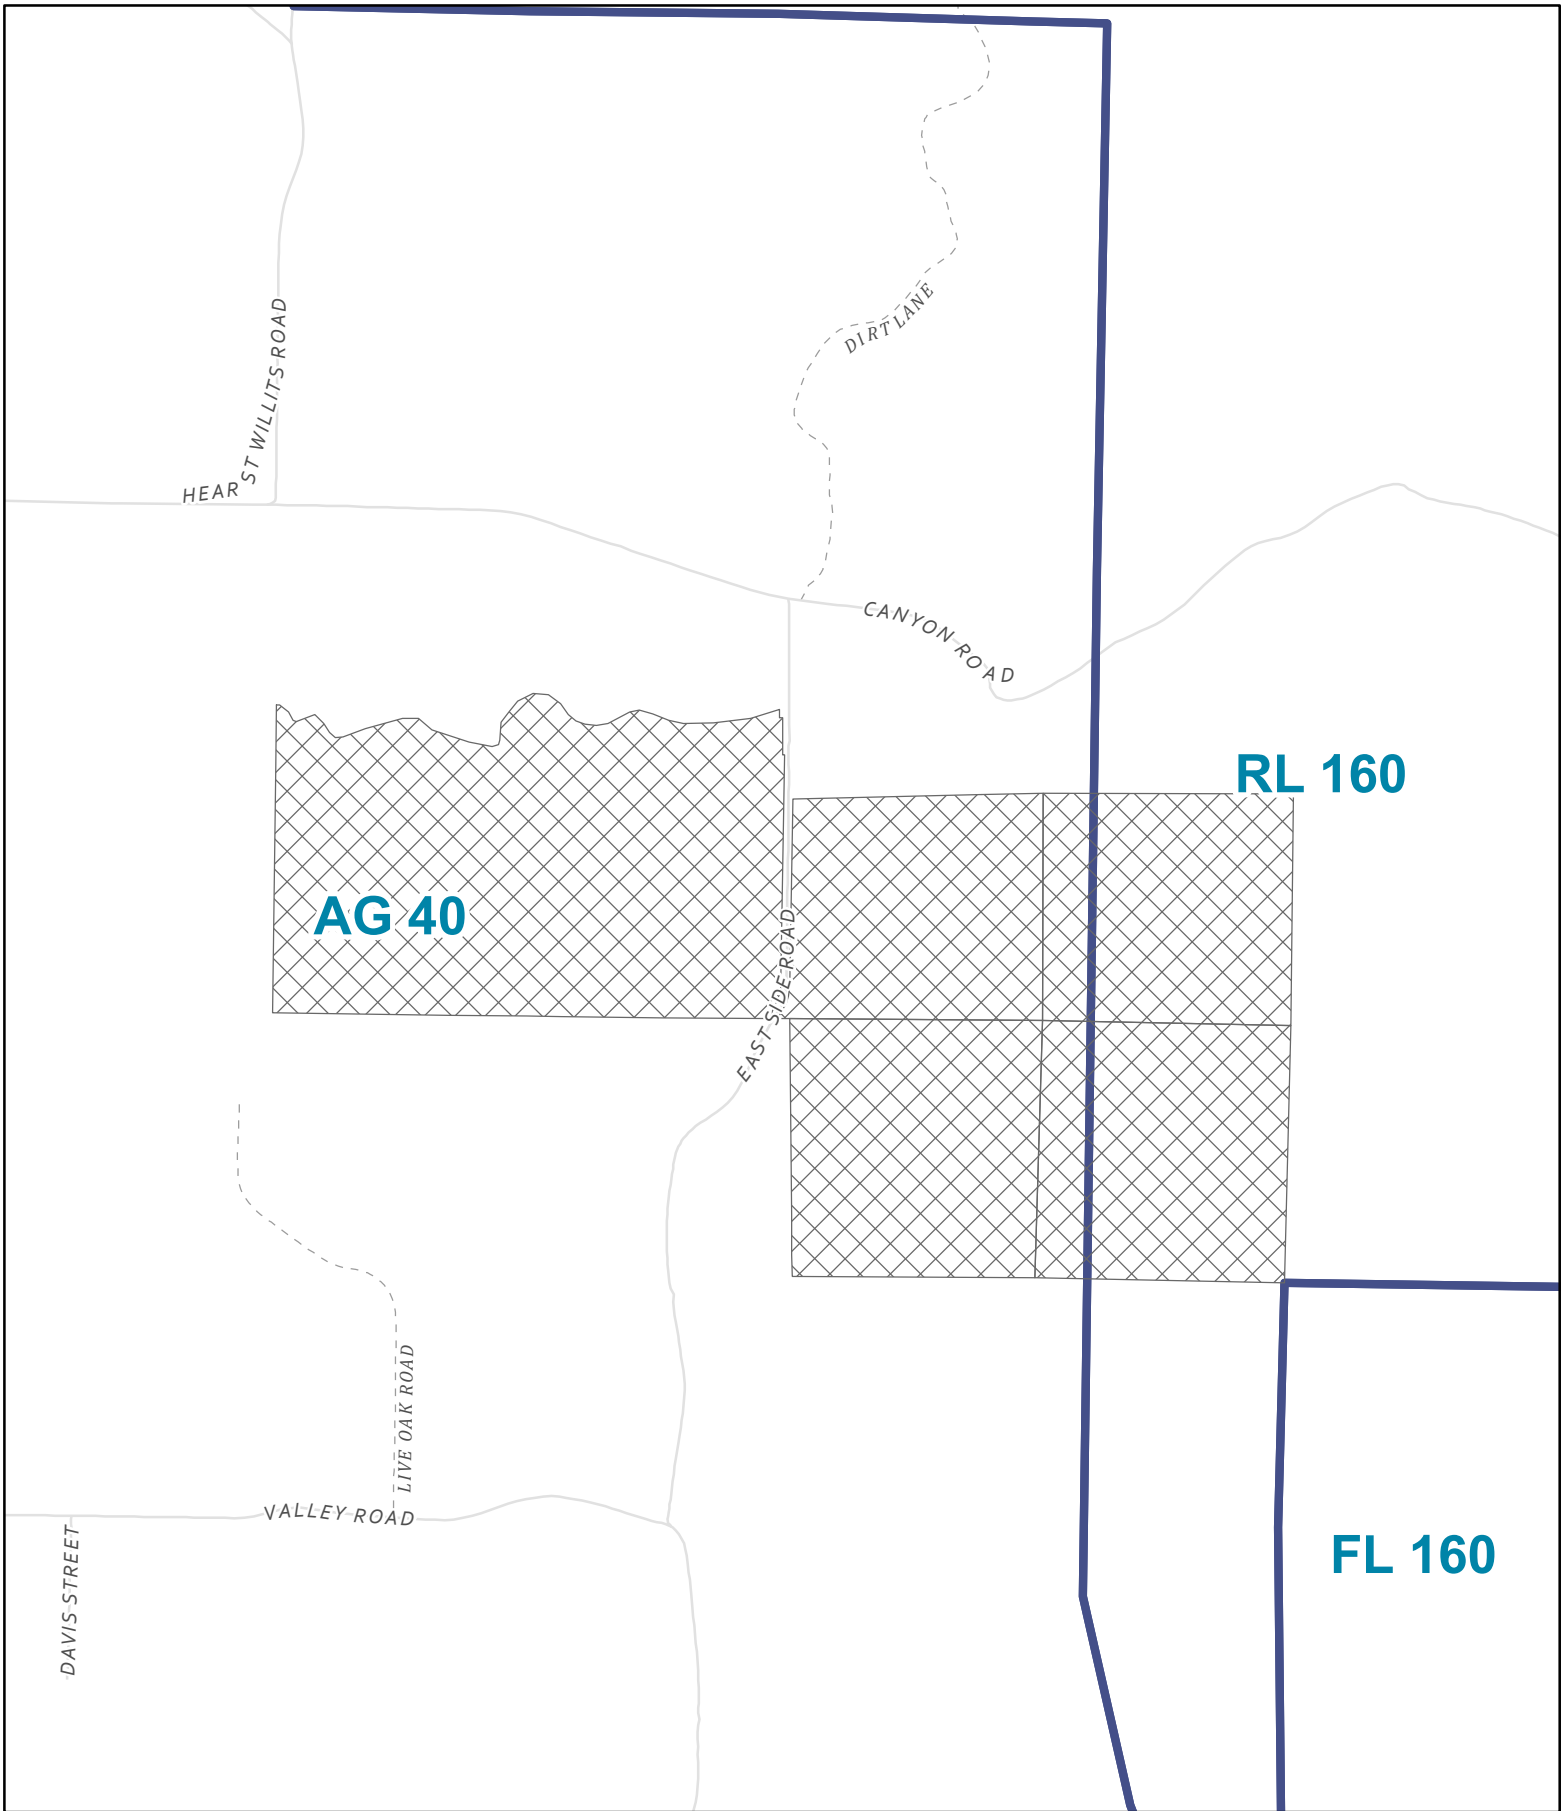 DIRT LANE
HEARST WILLITS ROAD
CANYON ROAD
RL 160
AG 40
EAST SIDE ROAD
LIVE OAK ROAD
VALLEY ROAD
DAVIS STREET
FL 160